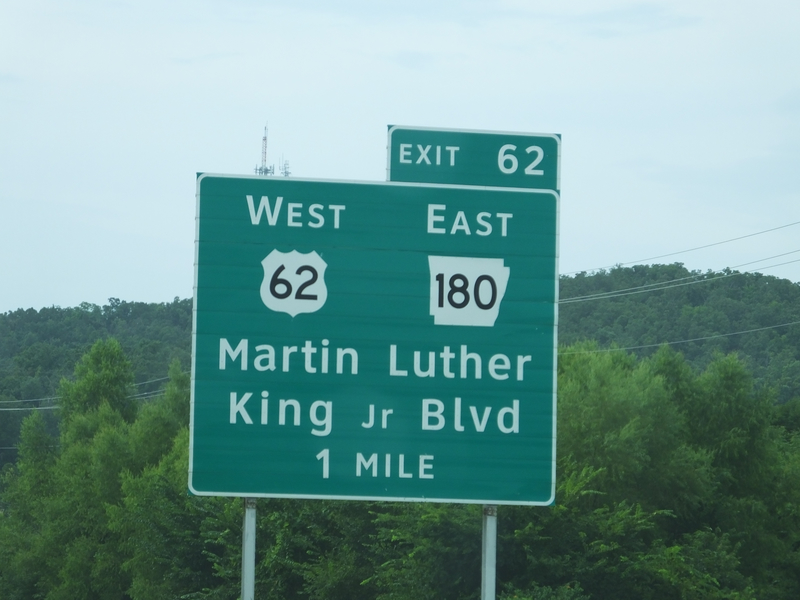 EXIT 62
WEST EAST
62 180
Martin Luther
King Jr Blvd
1 MILE